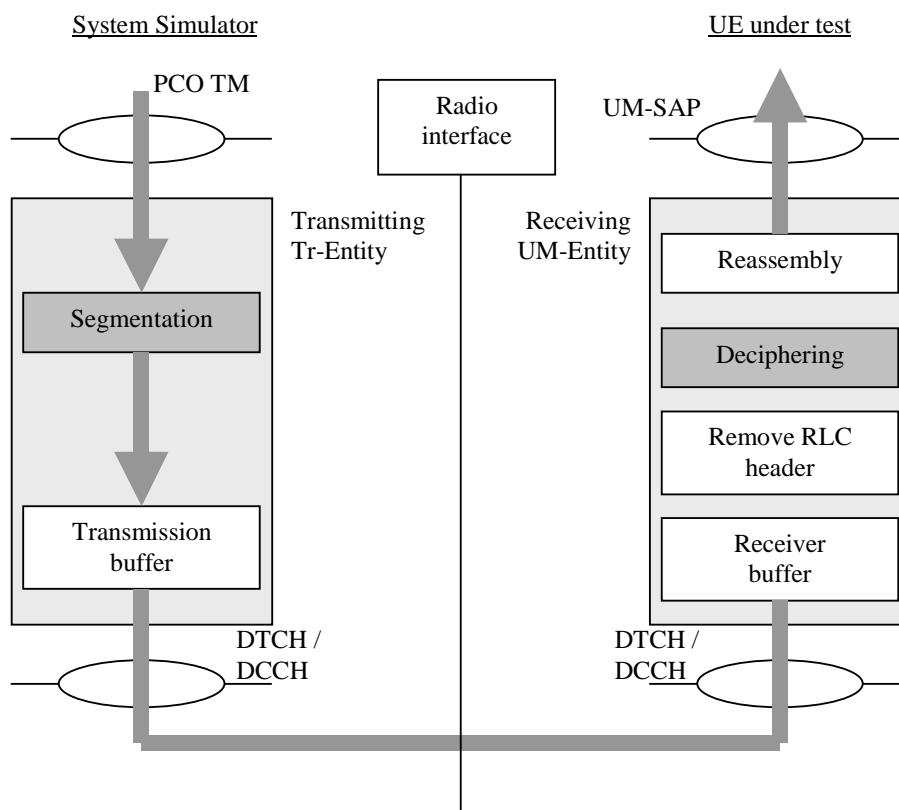 System Simulator
UE under test
PCO TM
Radio
interface
UM-SAP
Transmitting
Tr-Entity
Receiving
UM-Entity
Segmentation
Transmission
buffer
Reassembly
Deciphering
Remove RLC
header
Receiver
buffer
DTCH /
DCCH
DTCH /
DCCH